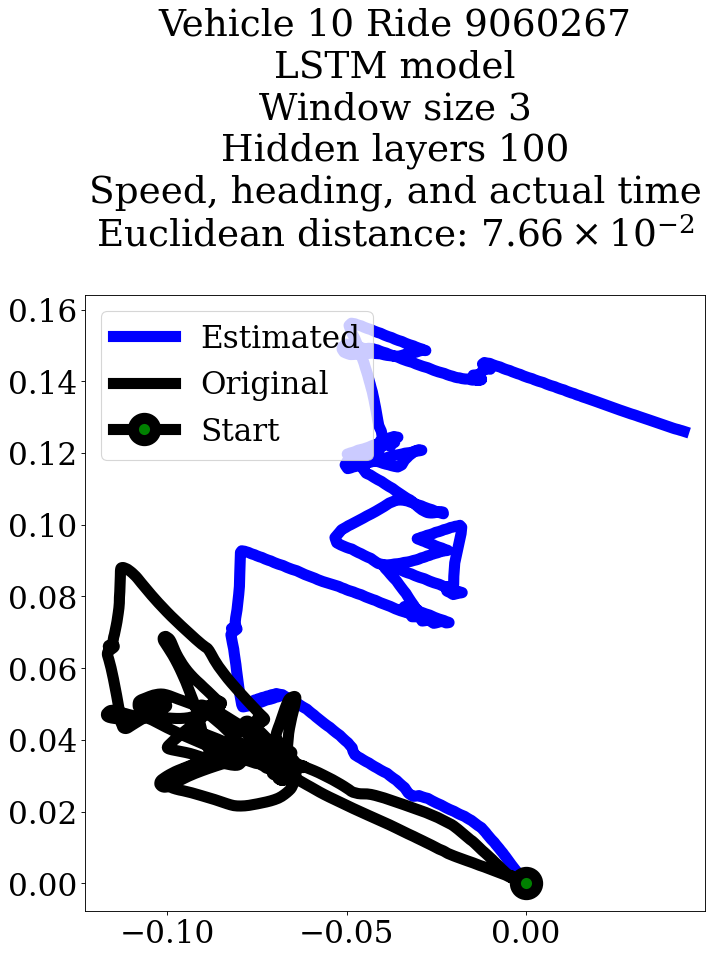 Vehicle 10 Ride 9060267
LSTM model
Window size 3
Hidden layers 100
Speed, heading, and actual time
Euclidean distance: 7.66 × 10⁻²
0.16
0.14
0.12
0.10
0.08
0.06
0.04
0.02
0.00
Estimated
Original
Start
−0.10 −0.05 0.00